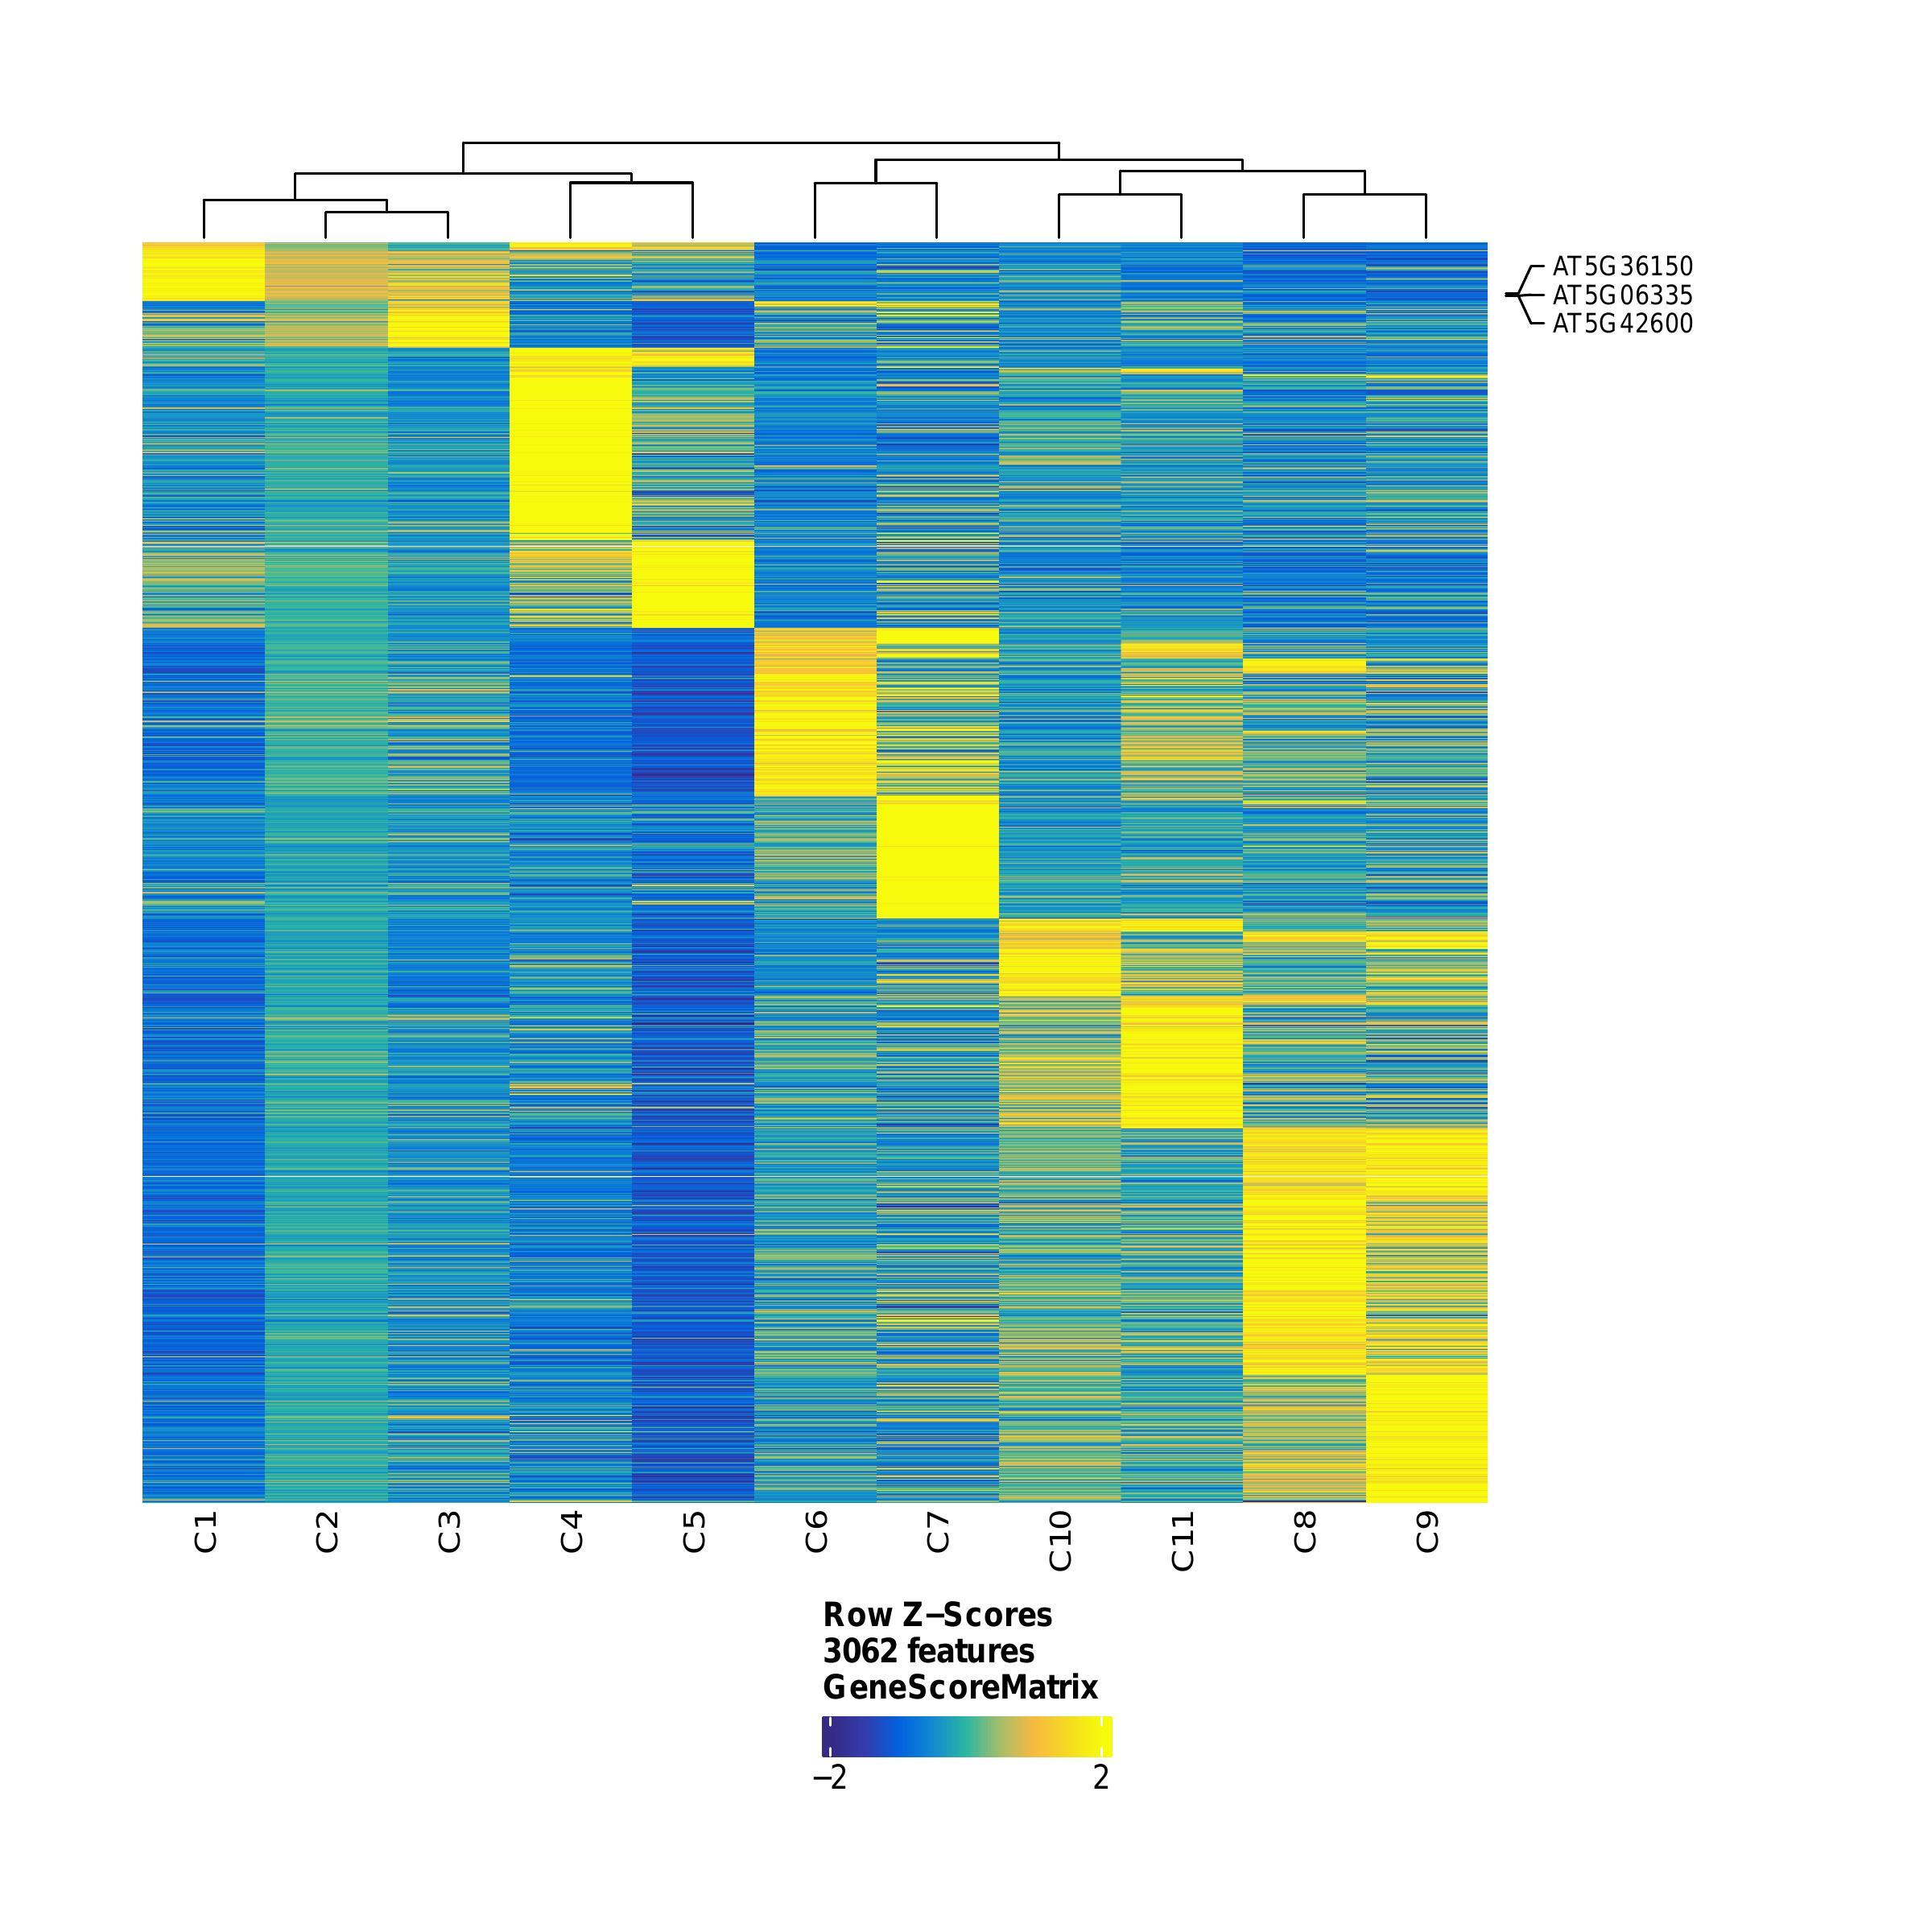 AT5G36150
AT5G06335
AT5G42600
C1
C2
C3
C4
C5
C6
C7
C10
C11
C8
C9
Row Z−Scores
3062 features
GeneScoreMatrix
−2
2